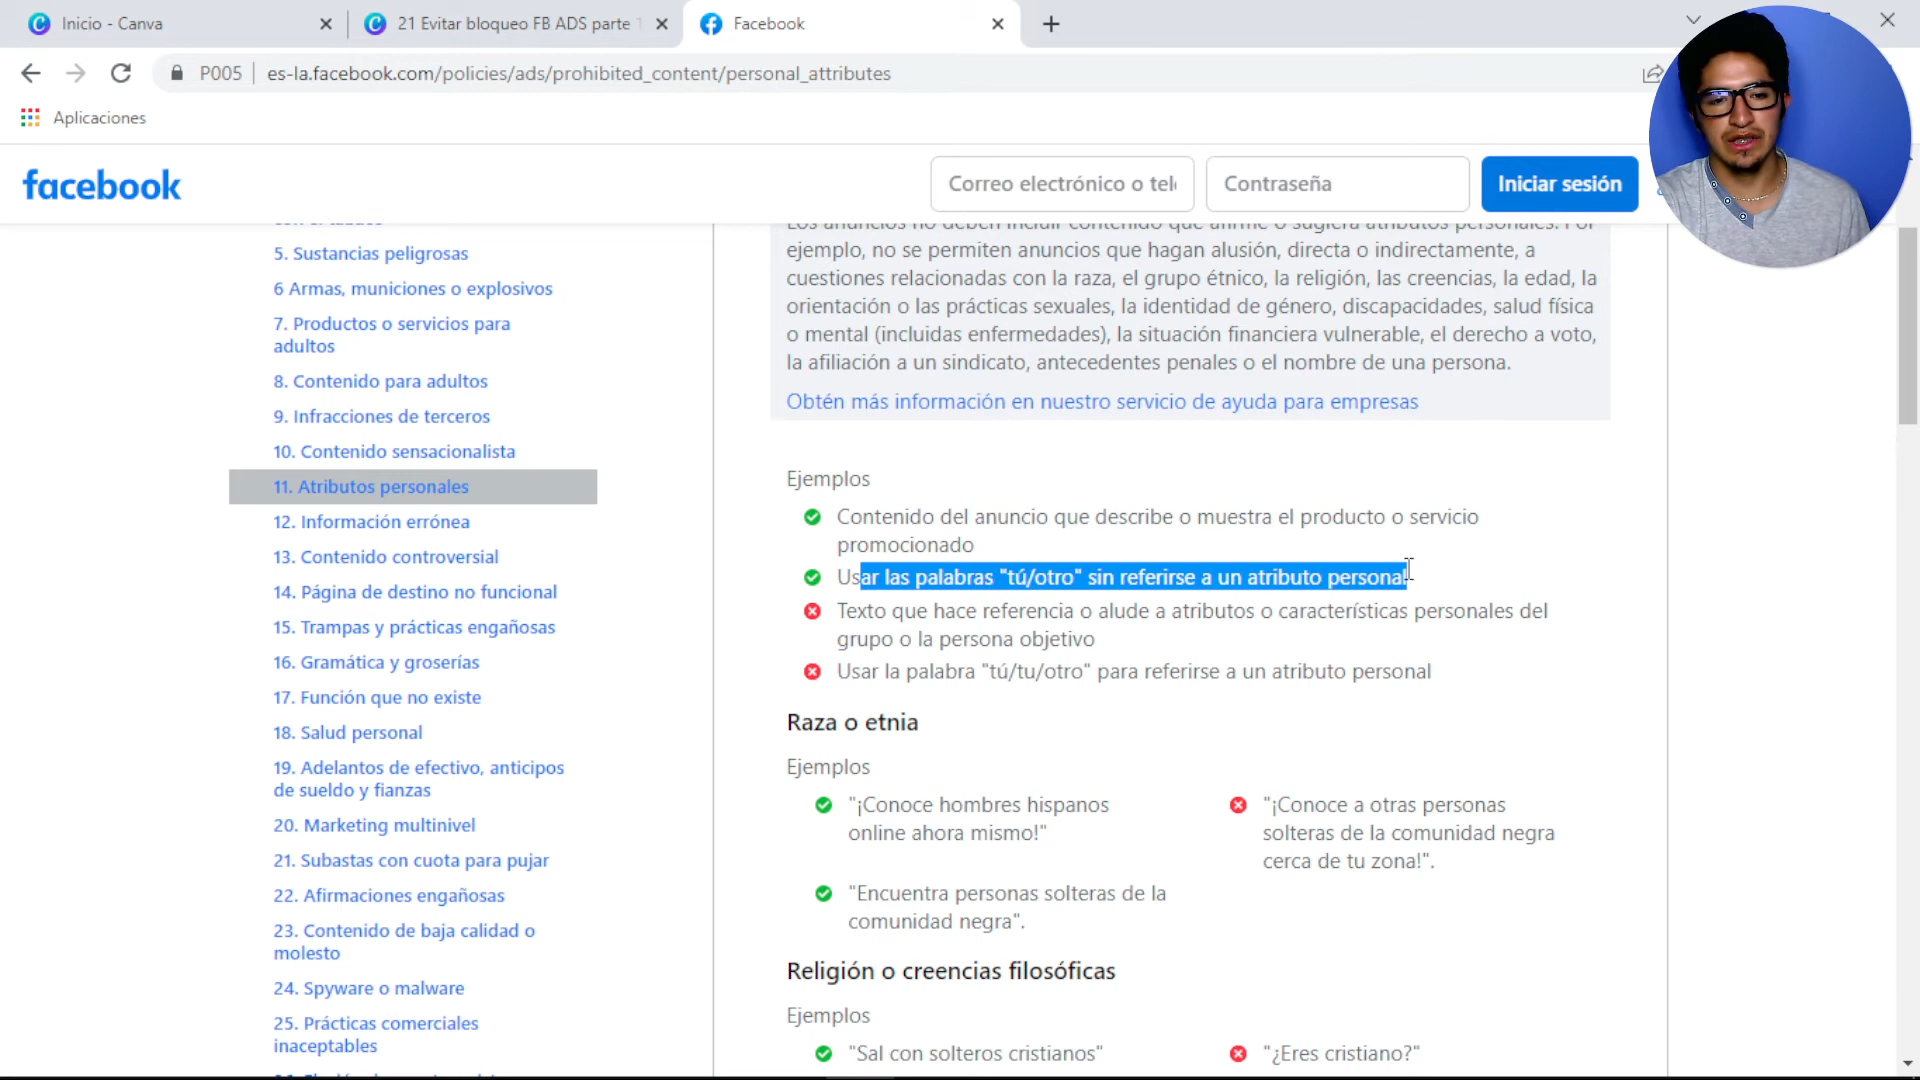 Inicio - Canva
21 Evitar bloqueo FB ADS parte 1
Facebook
P005
es-la.facebook.com/policies/ads/prohibited_content/personal_attributes
Aplicaciones
facebook
Correo electrónico o telé
Contraseña
Iniciar sesión
5. Sustancias peligrosas
6 Armas, municiones o explosivos
7. Productos o servicios para
adultos
8. Contenido para adultos
9. Infracciones de terceros
10. Contenido sensacionalista
11. Atributos personales
12. Información errónea
13. Contenido controversial
14. Página de destino no funcional
15. Trampas y prácticas engañosas
16. Gramática y groserías
17. Función que no existe
18. Salud personal
19. Adelantos de efectivo, anticipos
de sueldo y fianzas
20. Marketing multinivel
21. Subastas con cuota para pujar
22. Afirmaciones engañosas
23. Contenido de baja calidad o
molesto
24. Spyware o malware
25. Prácticas comerciales
inaceptables
Los anuncios no deben incluir contenido que afirme o sugiera atributos personales. Por
ejemplo, no se permiten anuncios que hagan alusión, directa o indirectamente, a
cuestiones relacionadas con la raza, el grupo étnico, la religión, las creencias, la edad, la
orientación o las prácticas sexuales, la identidad de género, discapacidades, salud física
o mental (incluidas enfermedades), la situación financiera vulnerable, el derecho a voto,
la afiliación a un sindicato, antecedentes penales o el nombre de una persona.
Obtén más información en nuestro servicio de ayuda para empresas
Ejemplos
Contenido del anuncio que describe o muestra el producto o servicio
promocionado
Usar las palabras "tú/otro" sin referirse a un atributo personal
Texto que hace referencia o alude a atributos o características personales del
grupo o la persona objetivo
Usar la palabra "tú/tu/otro" para referirse a un atributo personal
Raza o etnia
Ejemplos
"¡Conoce hombres hispanos
online ahora mismo!"
"¡Conoce a otras personas
solteras de la comunidad negra
cerca de tu zona!".
"Encuentra personas solteras de la
comunidad negra".
Religión o creencias filosóficas
Ejemplos
"Sal con solteros cristianos"
"¿Eres cristiano?"